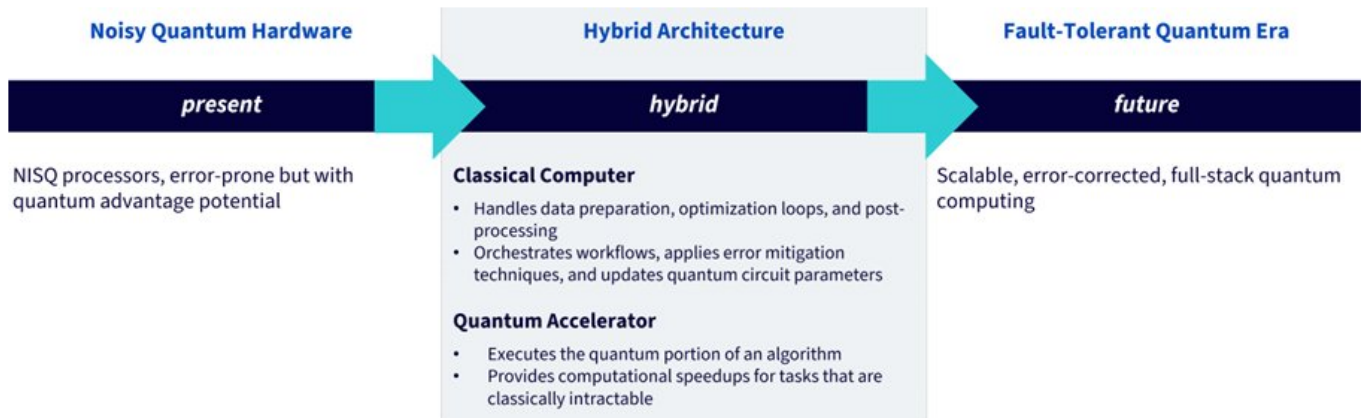 Noisy Quantum Hardware
Hybrid Architecture
Fault-Tolerant Quantum Era
present
hybrid
future
NISQ processors, error-prone but with
quantum advantage potential
Classical Computer
• Handles data preparation, optimization loops, and post-
processing
• Orchestrates workflows, applies error mitigation
techniques, and updates quantum circuit parameters
Quantum Accelerator
• Executes the quantum portion of an algorithm
• Provides computational speedups for tasks that are
classically intractable
Scalable, error-corrected, full-stack quantum
computing